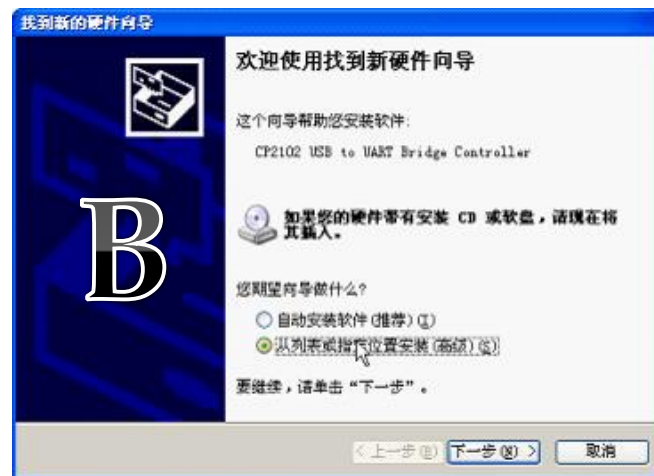 找到新的硬件向导
欢迎使用找到新硬件向导
这个向导帮助您安装软件:
CP2102 USB to UART Bridge Controller
如果您的硬件带有安装 CD 或软盘，请现在将
其插入。
B
您期望向导做什么?
自动安装软件(推荐)(I)
从列表或指定位置安装(高级)(S)
要继续，请单击“下一步”。
<上一步(B) 下一步(N)> 取消